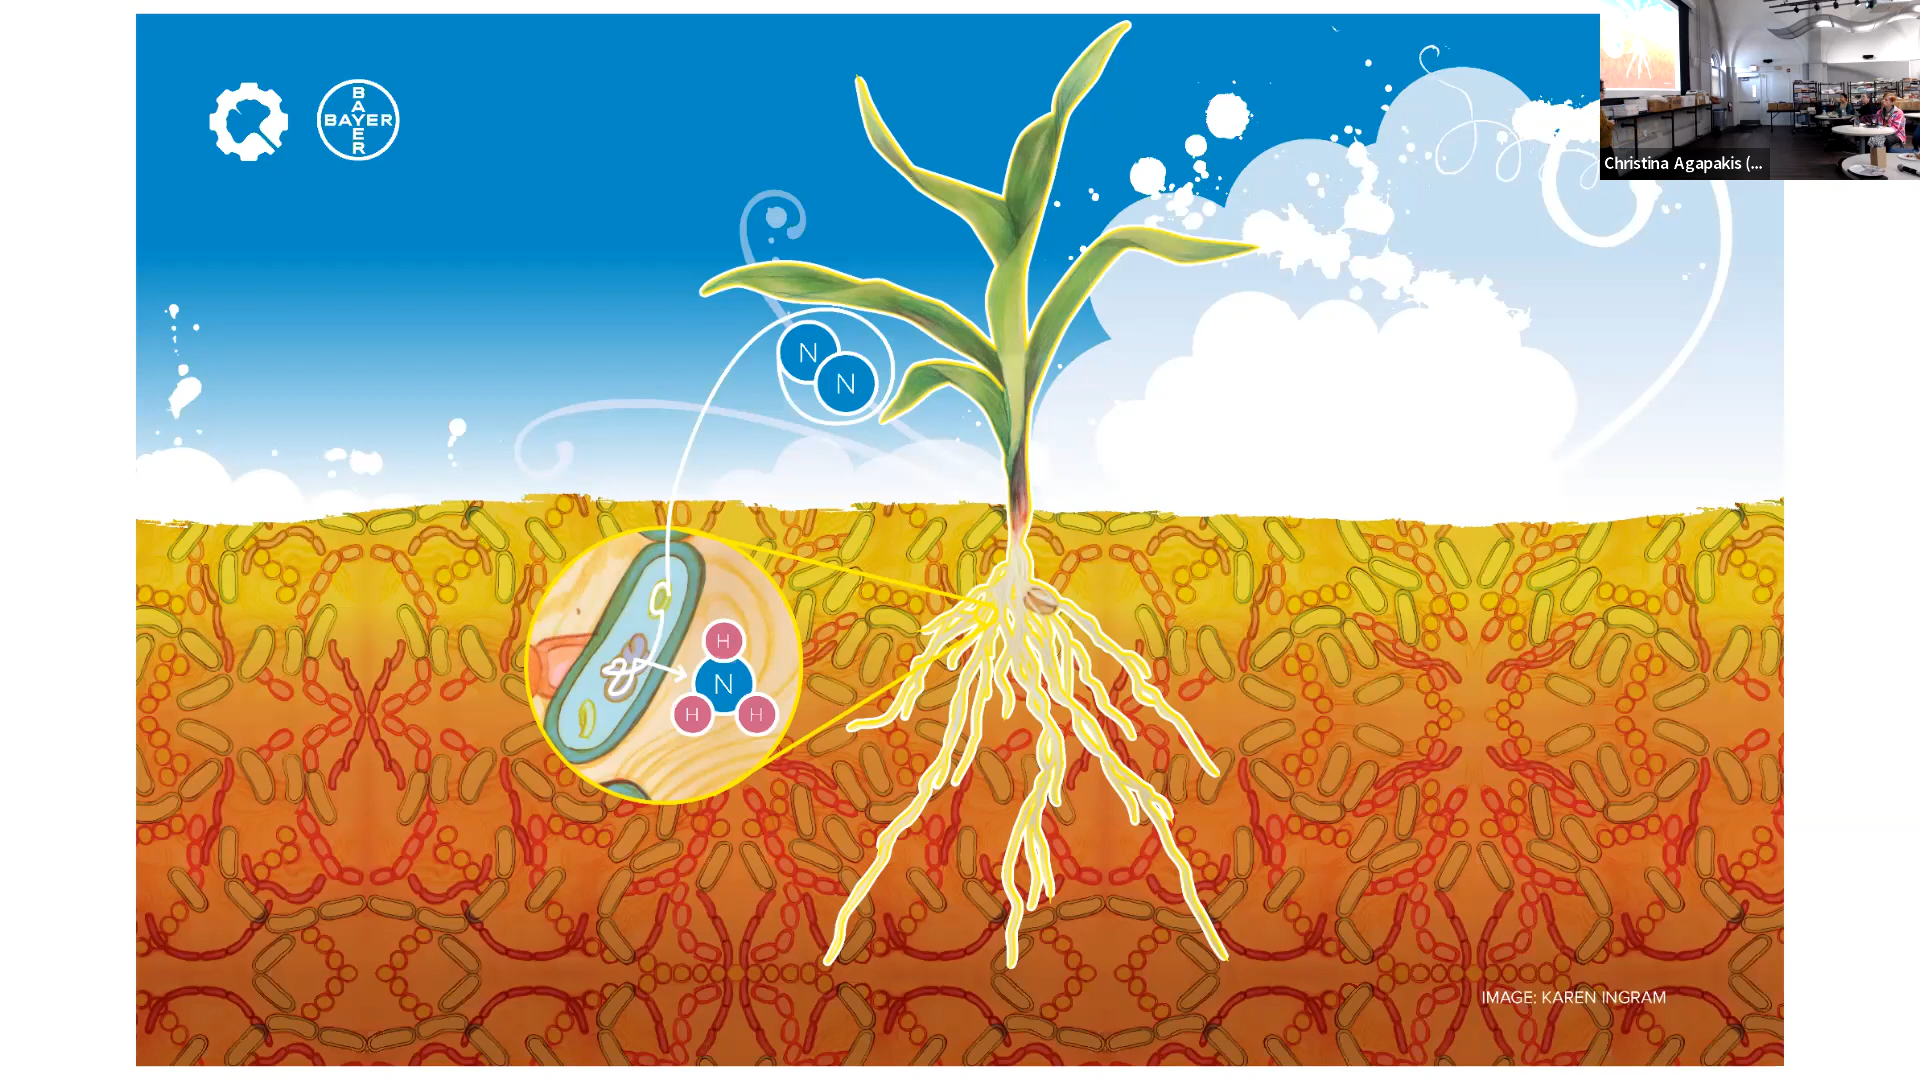 BAYER
BAYER
Christina Agapakis (...
N
N
H
N
H
H
IMAGE: KAREN INGRAM